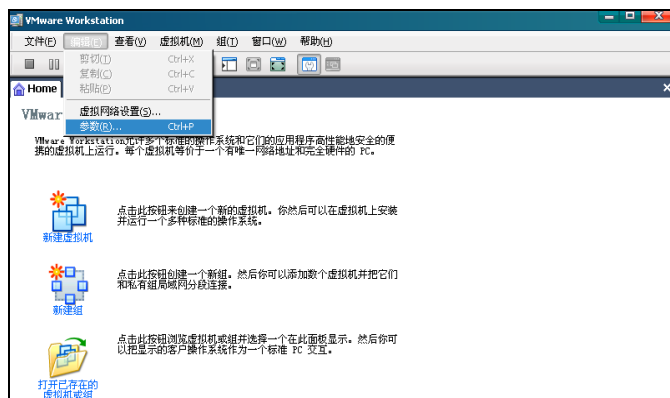 VMware Workstation
文件(F) 编辑(E) 查看(V) 虚拟机(M) 组(T) 窗口(W) 帮助(H)
剪切(T) Ctrl+X
复制(C) Ctrl+C
粘贴(P) Ctrl+V
虚拟网络设置(S)...
参数(R)... Ctrl+P
Home
VMwar
VMware Workstation允许多个标准的操作系统和它们的应用程序高性能地安全的便
携的虚拟机上运行。每个虚拟机等价于一个有唯一网络地址和完全硬件的 PC。
新建虚拟机
点击此按钮来创建一个新的虚拟机。你然后可以在虚拟机上安装
并运行一个多种标准的操作系统。
新建组
点击此按钮创建一个新组。然后你可以添加数个虚拟机并把它们
和私有组局域网分段连接。
打开已存在的
虚拟机或组
点击此按钮浏览虚拟机或组并选择一个在此面板显示。然后你可
以把显示的客户操作系统作为一个标准 PC 交互。